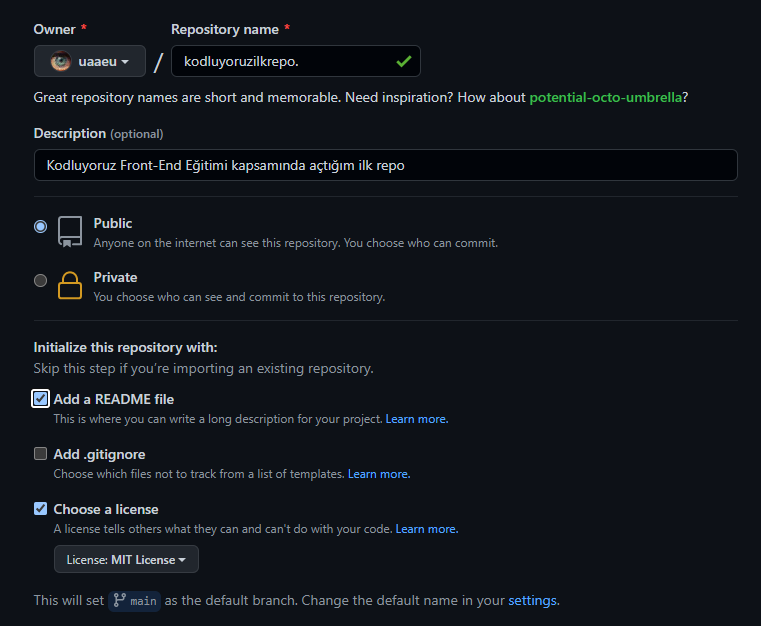 Owner * Repository name *
uaaeu / kodluyoruzilkrepo.
Great repository names are short and memorable. Need inspiration? How about potential-octo-umbrella?
Description (optional)
Kodluyoruz Front-End Eğitimi kapsamında açtığım ilk repo
Public
Anyone on the internet can see this repository. You choose who can commit.
Private
You choose who can see and commit to this repository.
Initialize this repository with:
Skip this step if you're importing an existing repository.
Add a README file
This is where you can write a long description for your project. Learn more.
Add .gitignore
Choose which files not to track from a list of templates. Learn more.
Choose a license
A license tells others what they can and can't do with your code. Learn more.
License: MIT License
This will set main as the default branch. Change the default name in your settings.